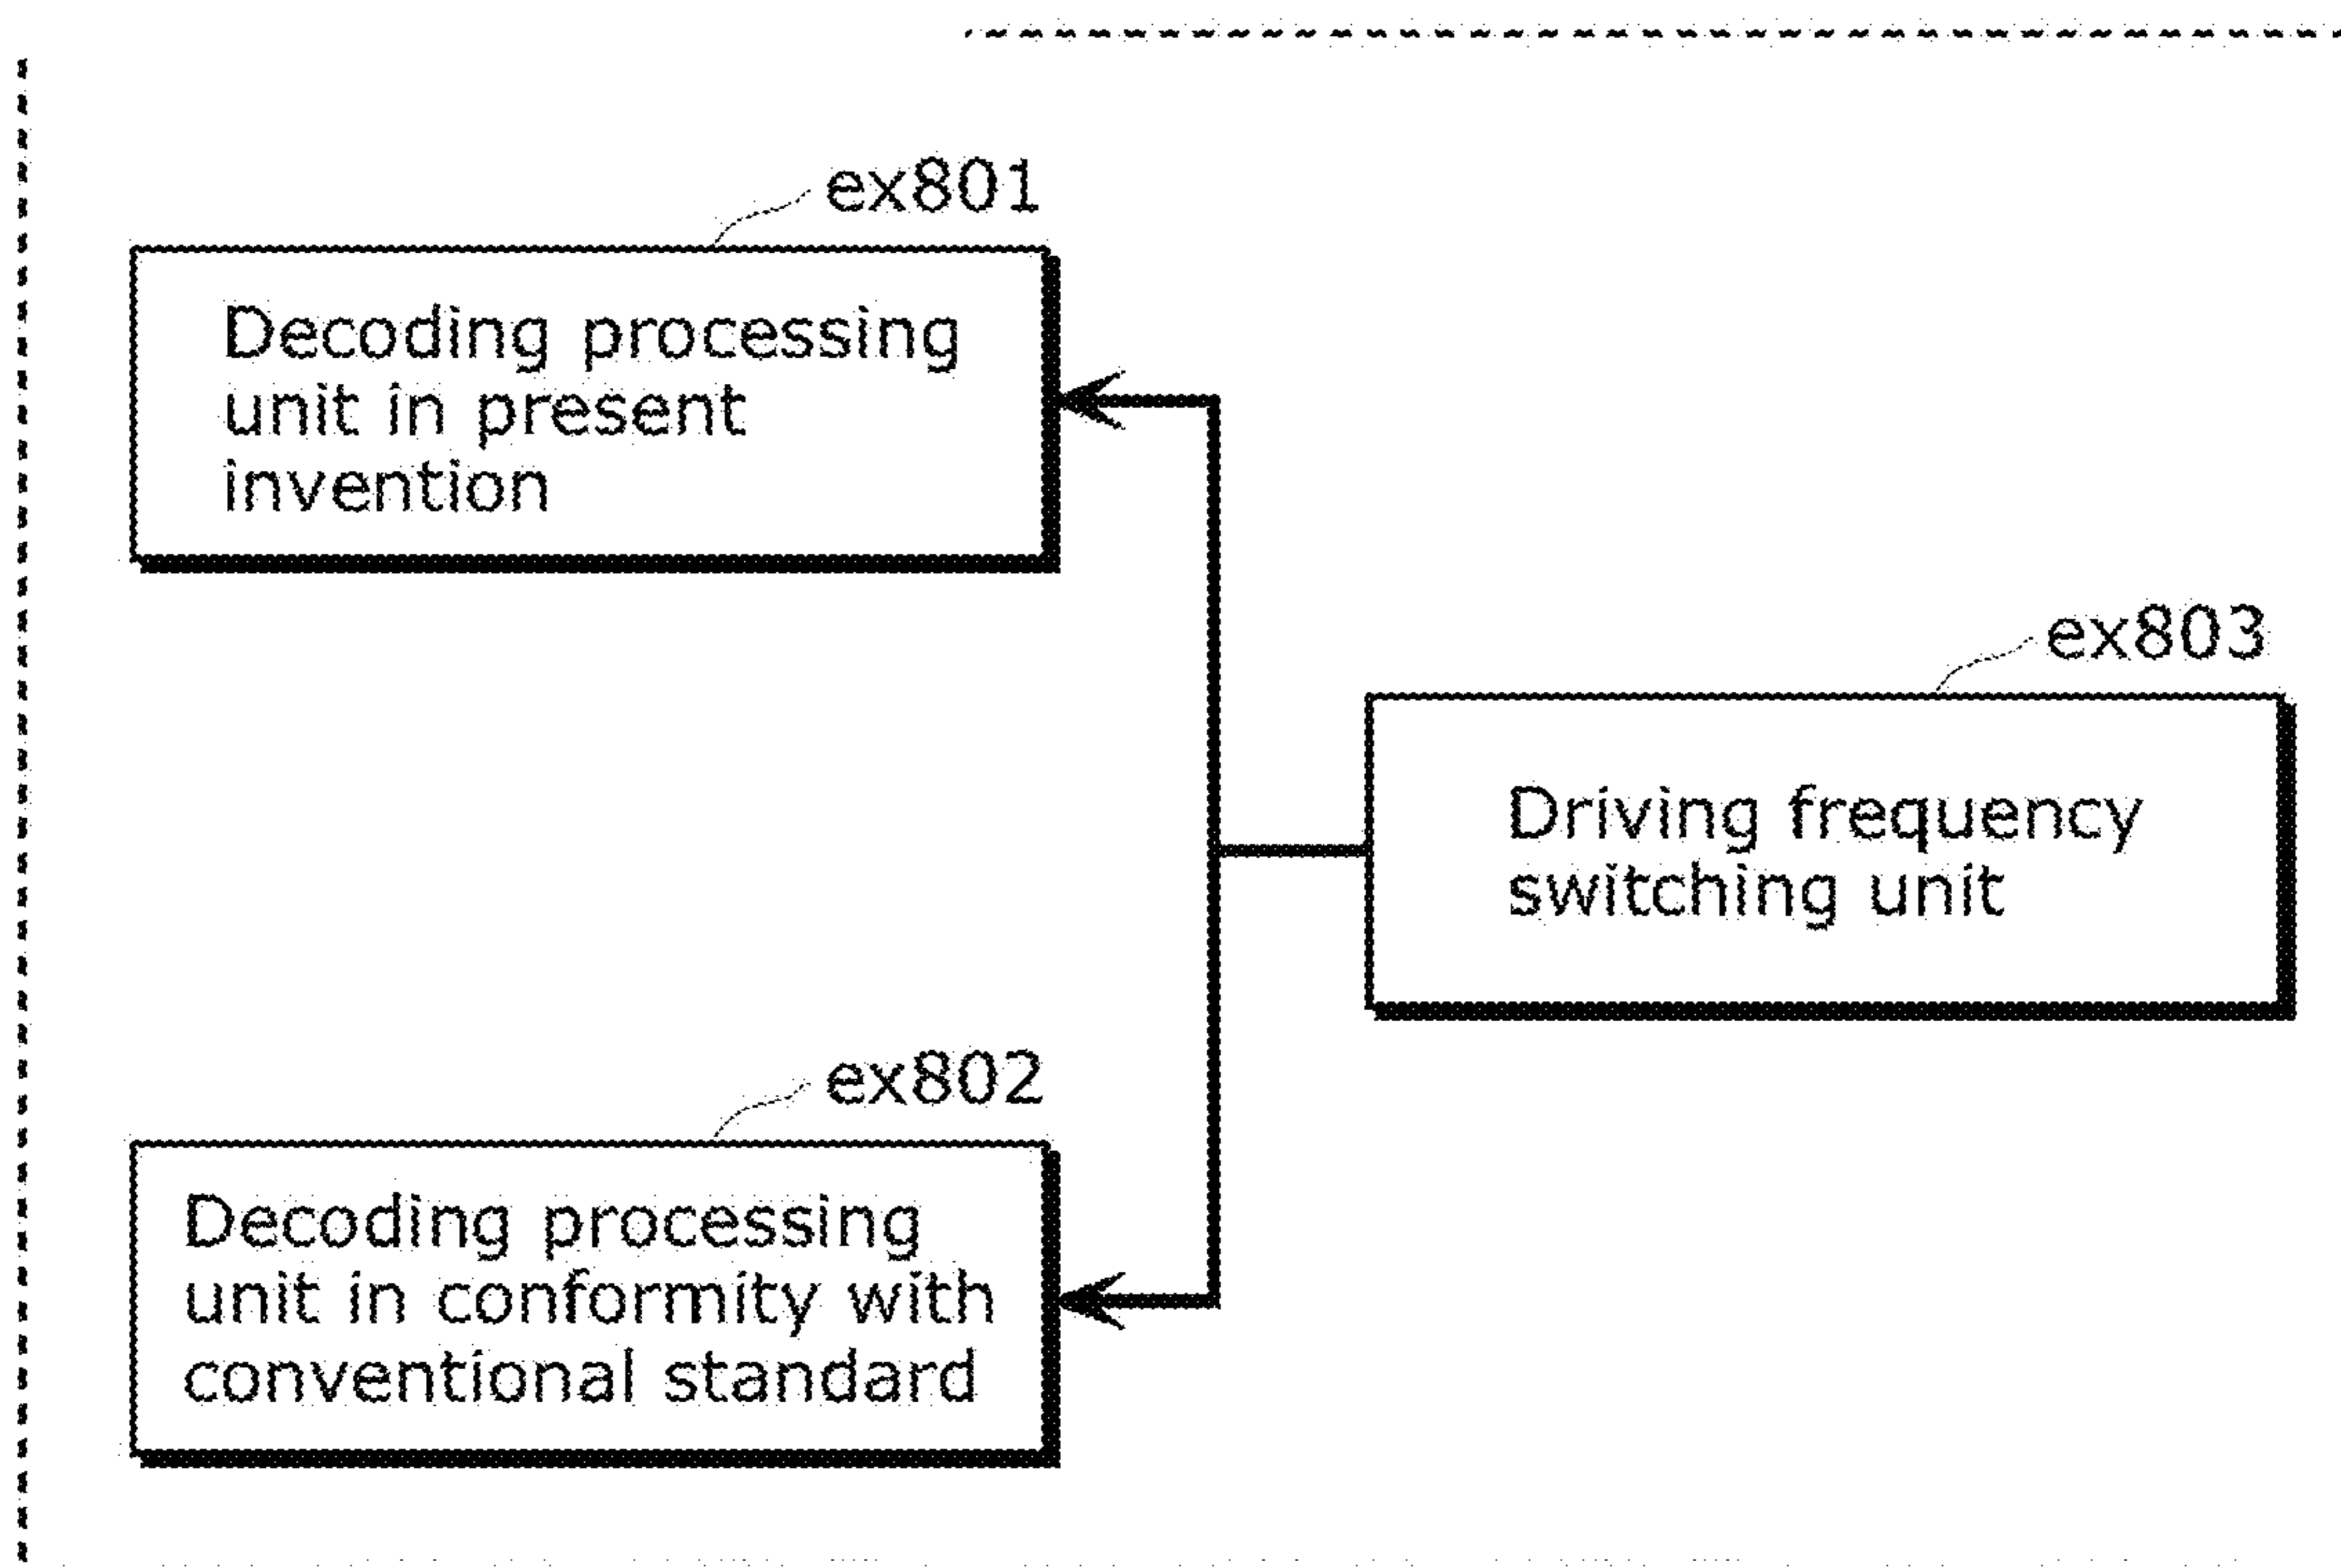 ex801
Decoding processing
unit in present
invention
ex803
Driving frequency
switching unit
ex802
Decoding processing
unit in conformity with
conventional standard